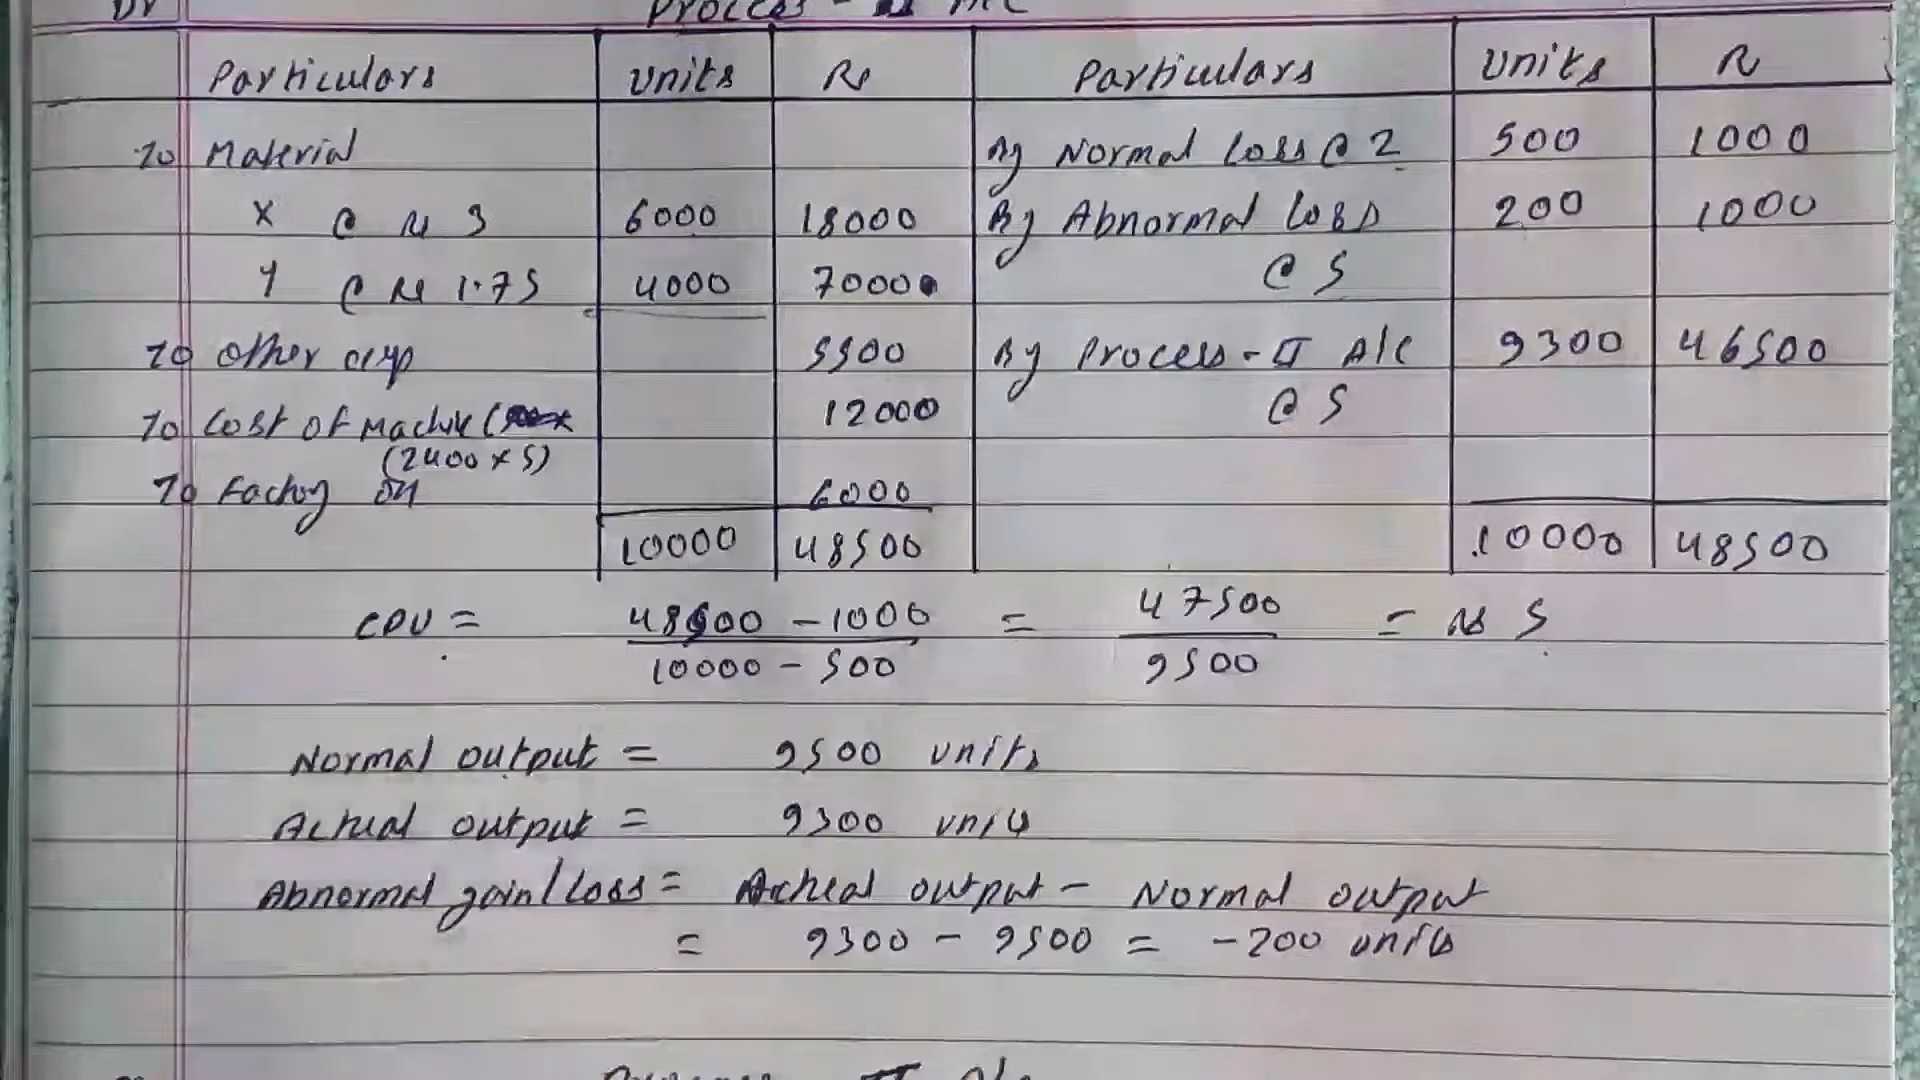 Dr Process - A/c
Particulars Units Rs Particulars Units R
To Material By Normal Loss @ 2 500 1000
X @ Rs 3 6000 18000 By Abnormal Loss 200 1000
Y @ Rs 1.75 4000 7000 @ 5
To other exp 5500 By Process - II A/c 9300 46500
To Cost of Machine ( 12000 @ 5
(2400 x 5)
To Factory OH 6000
10000 48500 10000 48500
CPU = 48500 - 1000 = 47500 = Rs 5
10000 - 500 9500
Normal output = 9500 units
Actual output = 9300 units
Abnormal gain/Loss = Actual output - Normal output
= 9300 - 9500 = -200 units